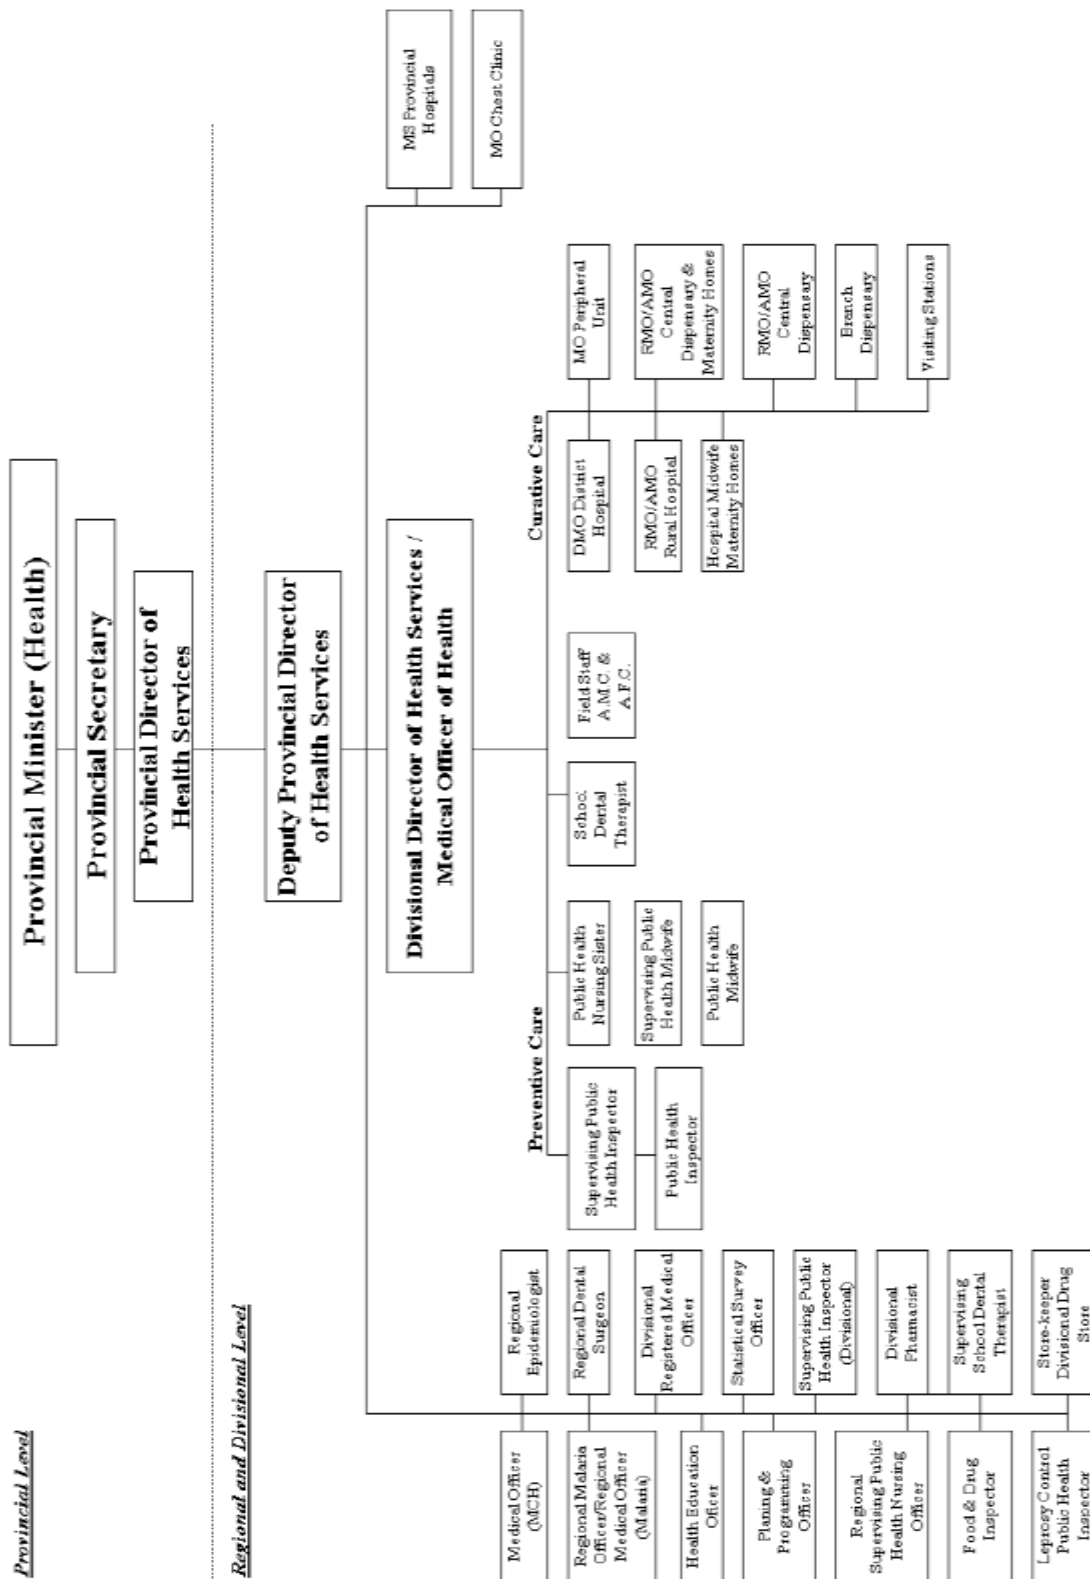 Provincial Level
Provincial Minister (Health)
Provincial Secretary
Provincial Director of
Health Services
Regional and Divisional Level
Deputy Provincial Director
of Health Services
Divisional Director of Health Services /
Medical Officer of Health
MS Provincial
Hospitals
MO Chest Clinic
Medical Officer
(MCH)
Regional
Epidemiologist
Regional Malaria
Officer/Regional
Medical Officer
(Malaria)
Regional Dental
Surgeon
Health Education
Officer
Divisional
Registered Medical
Officer
Planing &
Programming
Officer
Statistical Survey
Officer
Regional
Supervising Public
Health Nursing
Officer
Supervising Public
Health Inspector
(Divisional)
Food & Drug
Inspector
Divisional
Pharmacist
Leprosy Control
Public Health
Inspector
Supervising
School Dental
Therapist
Store-keeper
Divisional Drug
Store
Preventive Care
Supervising Public
Health Inspector
Public Health
Inspector
Public Health
Nursing Sister
Supervising Public
Health Midwife
Public Health
Midwife
School
Dental
Therapist
Field Staff
A.M.C. &
A.F.C.
Curative Care
DMO District
Hospital
RMO/AMO
Rural Hospital
Hospital Midwife
Maternity Homes
MO Peripheral
Unit
RMO/AMO
Central
Dispensary &
Maternity Homes
RMO/AMO
Central
Dispensary
Branch
Dispensary
Visiting Stations